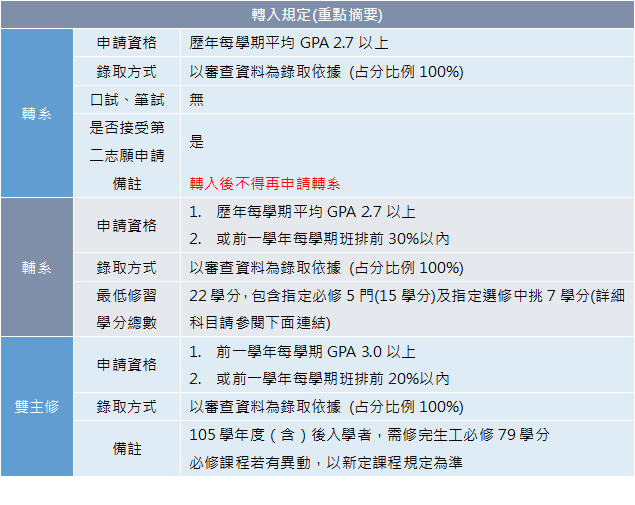 轉入規定(重點摘要)
轉系
申請資格
歷年每學期平均 GPA 2.7 以上
錄取方式
以審查資料為錄取依據 (占分比例 100%)
口試、筆試
無
是否接受第
二志願申請
是
備註
轉入後不得再申請轉系
輔系
申請資格
1. 歷年每學期平均 GPA 2.7 以上
2. 或前一學年每學期班排前 30%以內
錄取方式
以審查資料為錄取依據 (占分比例 100%)
最低修習
學分總數
22 學分，包含指定必修 5 門(15 學分)及指定選修中挑 7 學分(詳細
科目請參閱下面連結)
雙主修
申請資格
1. 前一學年每學期 GPA 3.0 以上
2. 或前一學年每學期班排前 20%以內
錄取方式
以審查資料為錄取依據 (占分比例 100%)
備註
105 學年度（含）後入學者，需修完生工必修 79 學分
必修課程若有異動，以新定課程規定為準